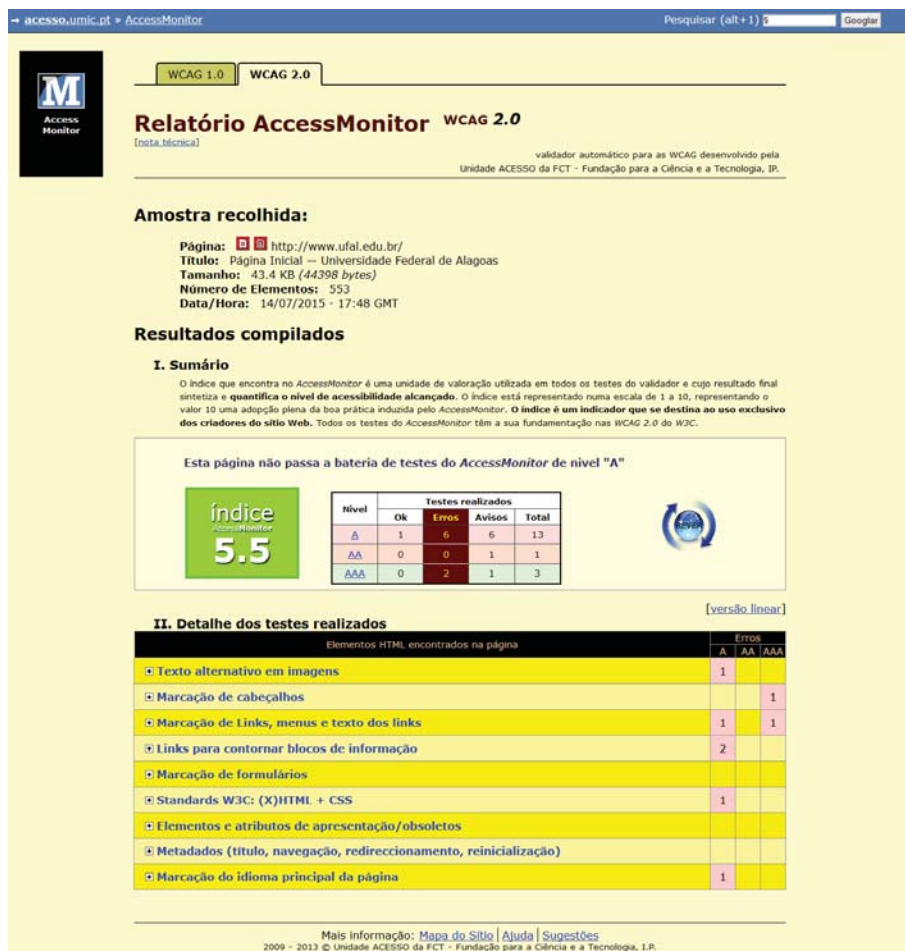 → acesso.umic.pt » AccessMonitor
Pesquisar (alt+1) s Googlar
M
Access
Monitor
WCAG 1.0 WCAG 2.0
Relatório AccessMonitor WCAG 2.0
[nota técnica]
validador automático para as WCAG desenvolvido pela
Unidade ACESSO da FCT - Fundação para a Ciência e a Tecnologia, IP.
Amostra recolhida:
Página: http://www.ufal.edu.br/
Título: Página Inicial — Universidade Federal de Alagoas
Tamanho: 43.4 KB (44398 bytes)
Número de Elementos: 553
Data/Hora: 14/07/2015 - 17:48 GMT
Resultados compilados
I. Sumário
O índice que encontra no AccessMonitor é uma unidade de valoração utilizada em todos os testes do validador e cujo resultado final
sintetiza e quantifica o nível de acessibilidade alcançado. O índice está representado numa escala de 1 a 10, representando o
valor 10 uma adopção plena da boa prática induzida pelo AccessMonitor. O índice é um indicador que se destina ao uso exclusivo
dos criadores do sítio Web. Todos os testes do AccessMonitor têm a sua fundamentação nas WCAG 2.0 do W3C.
Esta página não passa a bateria de testes do AccessMonitor de nível "A"
índice
AccessMonitor
5.5
Nível Testes realizados
Ok Erros Avisos Total
A 1 6 6 13
AA 0 0 1 1
AAA 0 2 1 3
REVER
[versão linear]
II. Detalhe dos testes realizados
Elementos HTML encontrados na página Erros
A AA AAA
Texto alternativo em imagens 1
Marcação de cabeçalhos 1
Marcação de Links, menus e texto dos links 1 1
Links para contornar blocos de informação 2
Marcação de formulários
Standards W3C: (X)HTML + CSS 1
Elementos e atributos de apresentação/obsoletos
Metadados (título, navegação, redireccionamento, reinicialização)
Marcação do idioma principal da página 1
Mais informação: Mapa do Sítio | Ajuda | Sugestões
2009 - 2013 © Unidade ACESSO da FCT - Fundação para a Ciência e a Tecnologia, I.P.